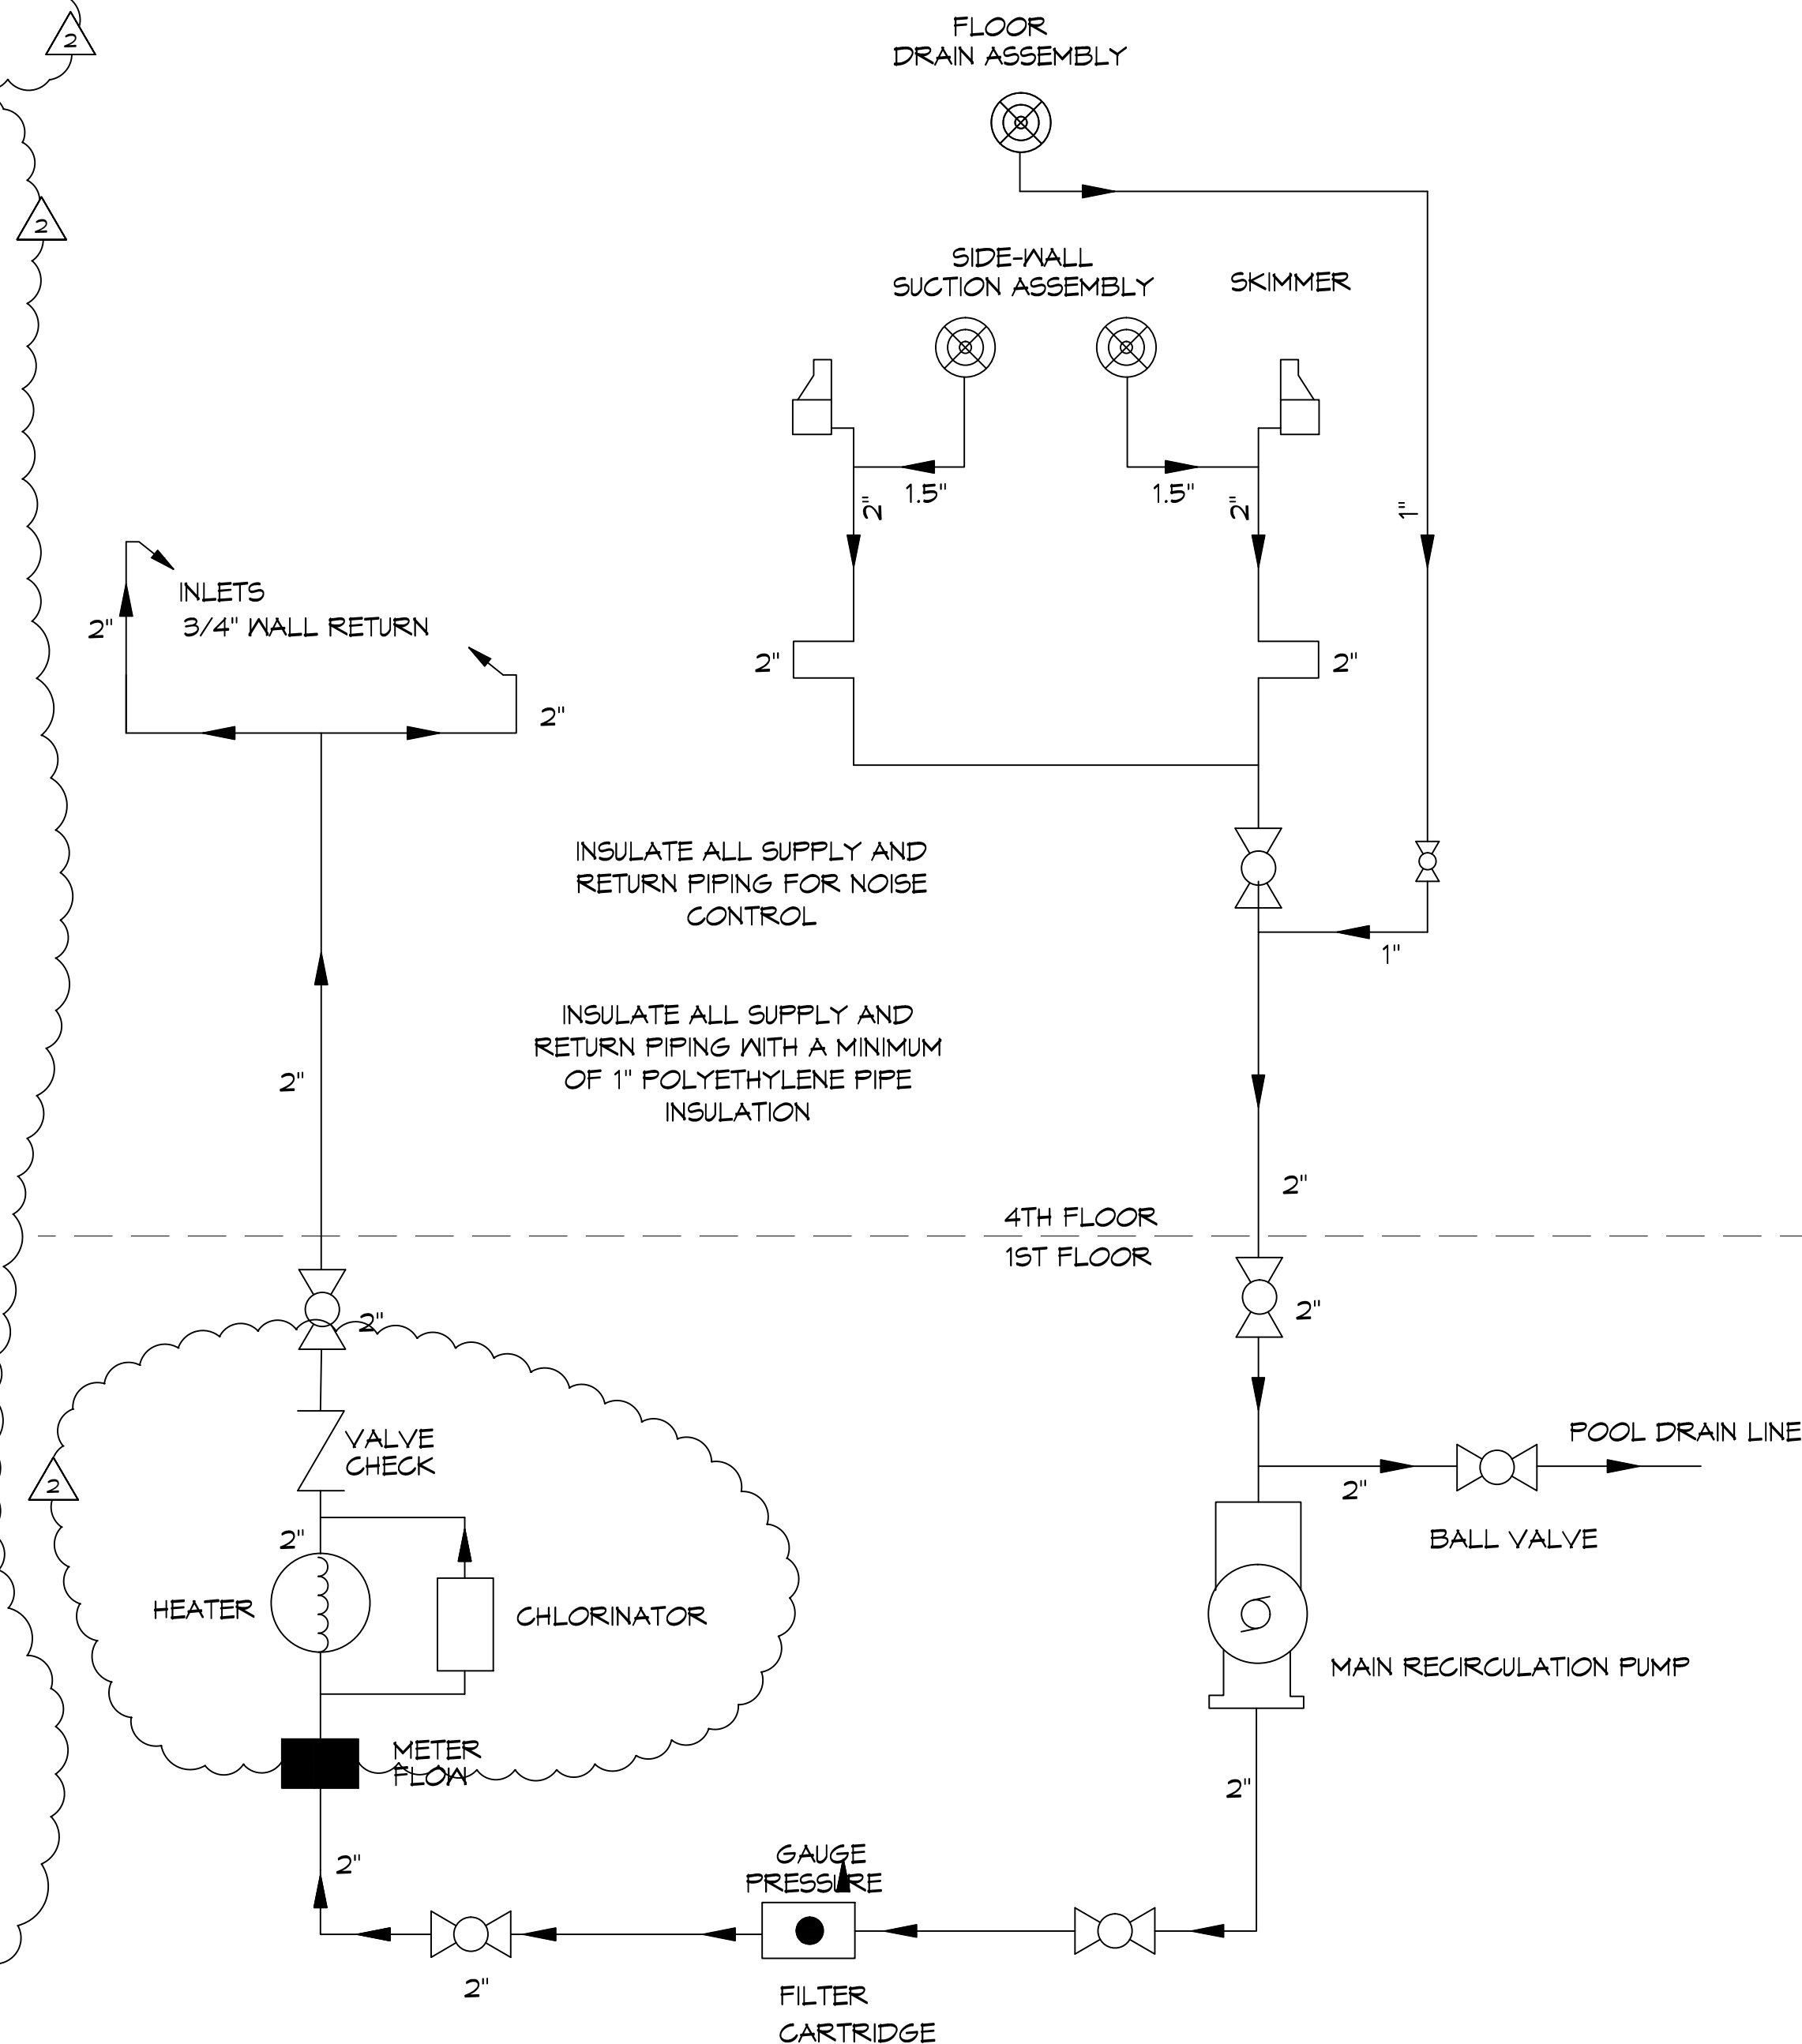 2
FLOOR
DRAIN ASSEMBLY
2
SIDE-WALL
SUCTION ASSEMBLY
SKIMMER
1.5"
1.5"
2"
2"
1"
INLETS
3/4" WALL RETURN
2"
2"
2"
2"
INSULATE ALL SUPPLY AND
RETURN PIPING FOR NOISE
CONTROL
1"
INSULATE ALL SUPPLY AND
RETURN PIPING WITH A MINIMUM
OF 1" POLYETHYLENE PIPE
INSULATION
2"
2"
4TH FLOOR
1ST FLOOR
2"
2"
VALVE
CHECK
2
POOL DRAIN LINE
2"
BALL VALVE
2"
HEATER
CHLORINATOR
MAIN RECIRCULATION PUMP
METER
FLOW
2"
2"
GAUGE
PRESSURE
2"
FILTER
CARTRIDGE